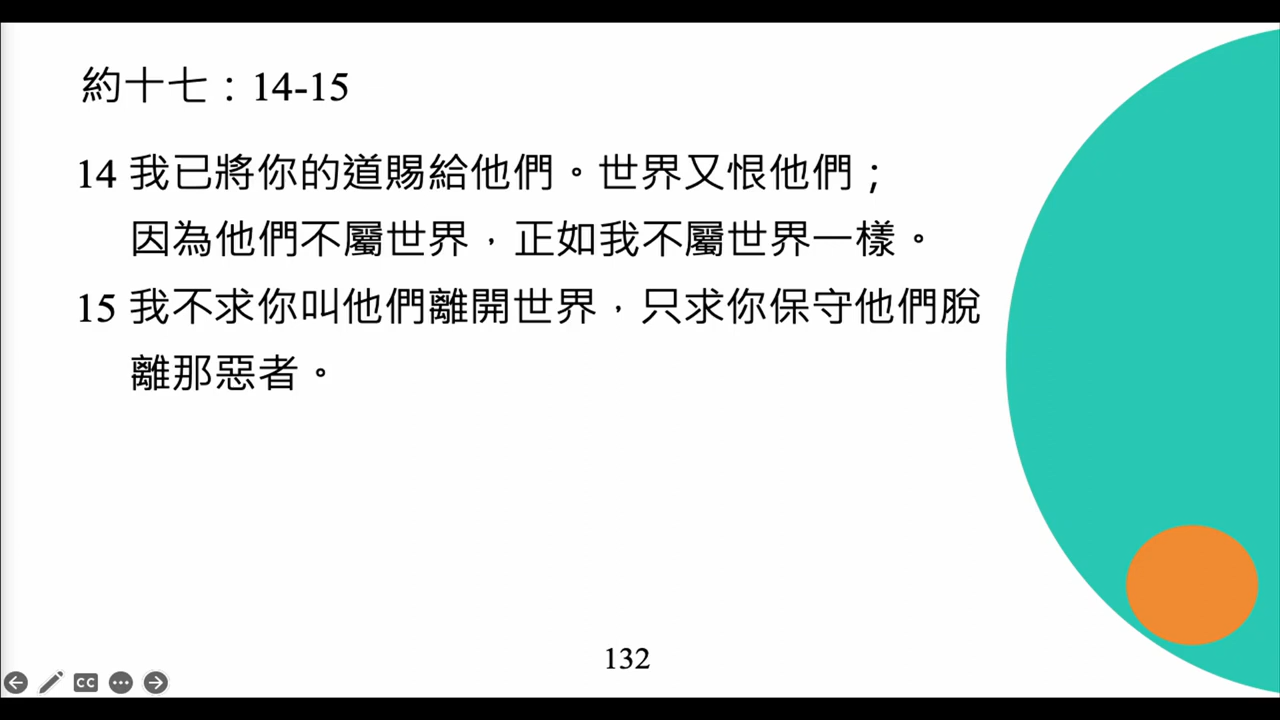 約十七：14-15
14 我已將你的道賜給他們。世界又恨他們；
因為他們不屬世界，正如我不屬世界一樣。
15 我不求你叫他們離開世界，只求你保守他們脫
離那惡者。
132
CC